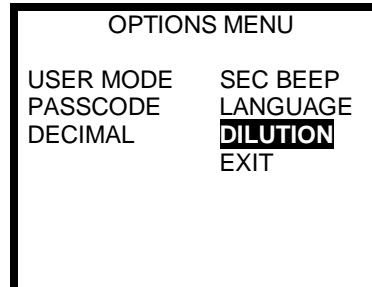 OPTIONS MENU
USER MODE SEC BEEP
PASSCODE LANGUAGE
DECIMAL DILUTION
EXIT